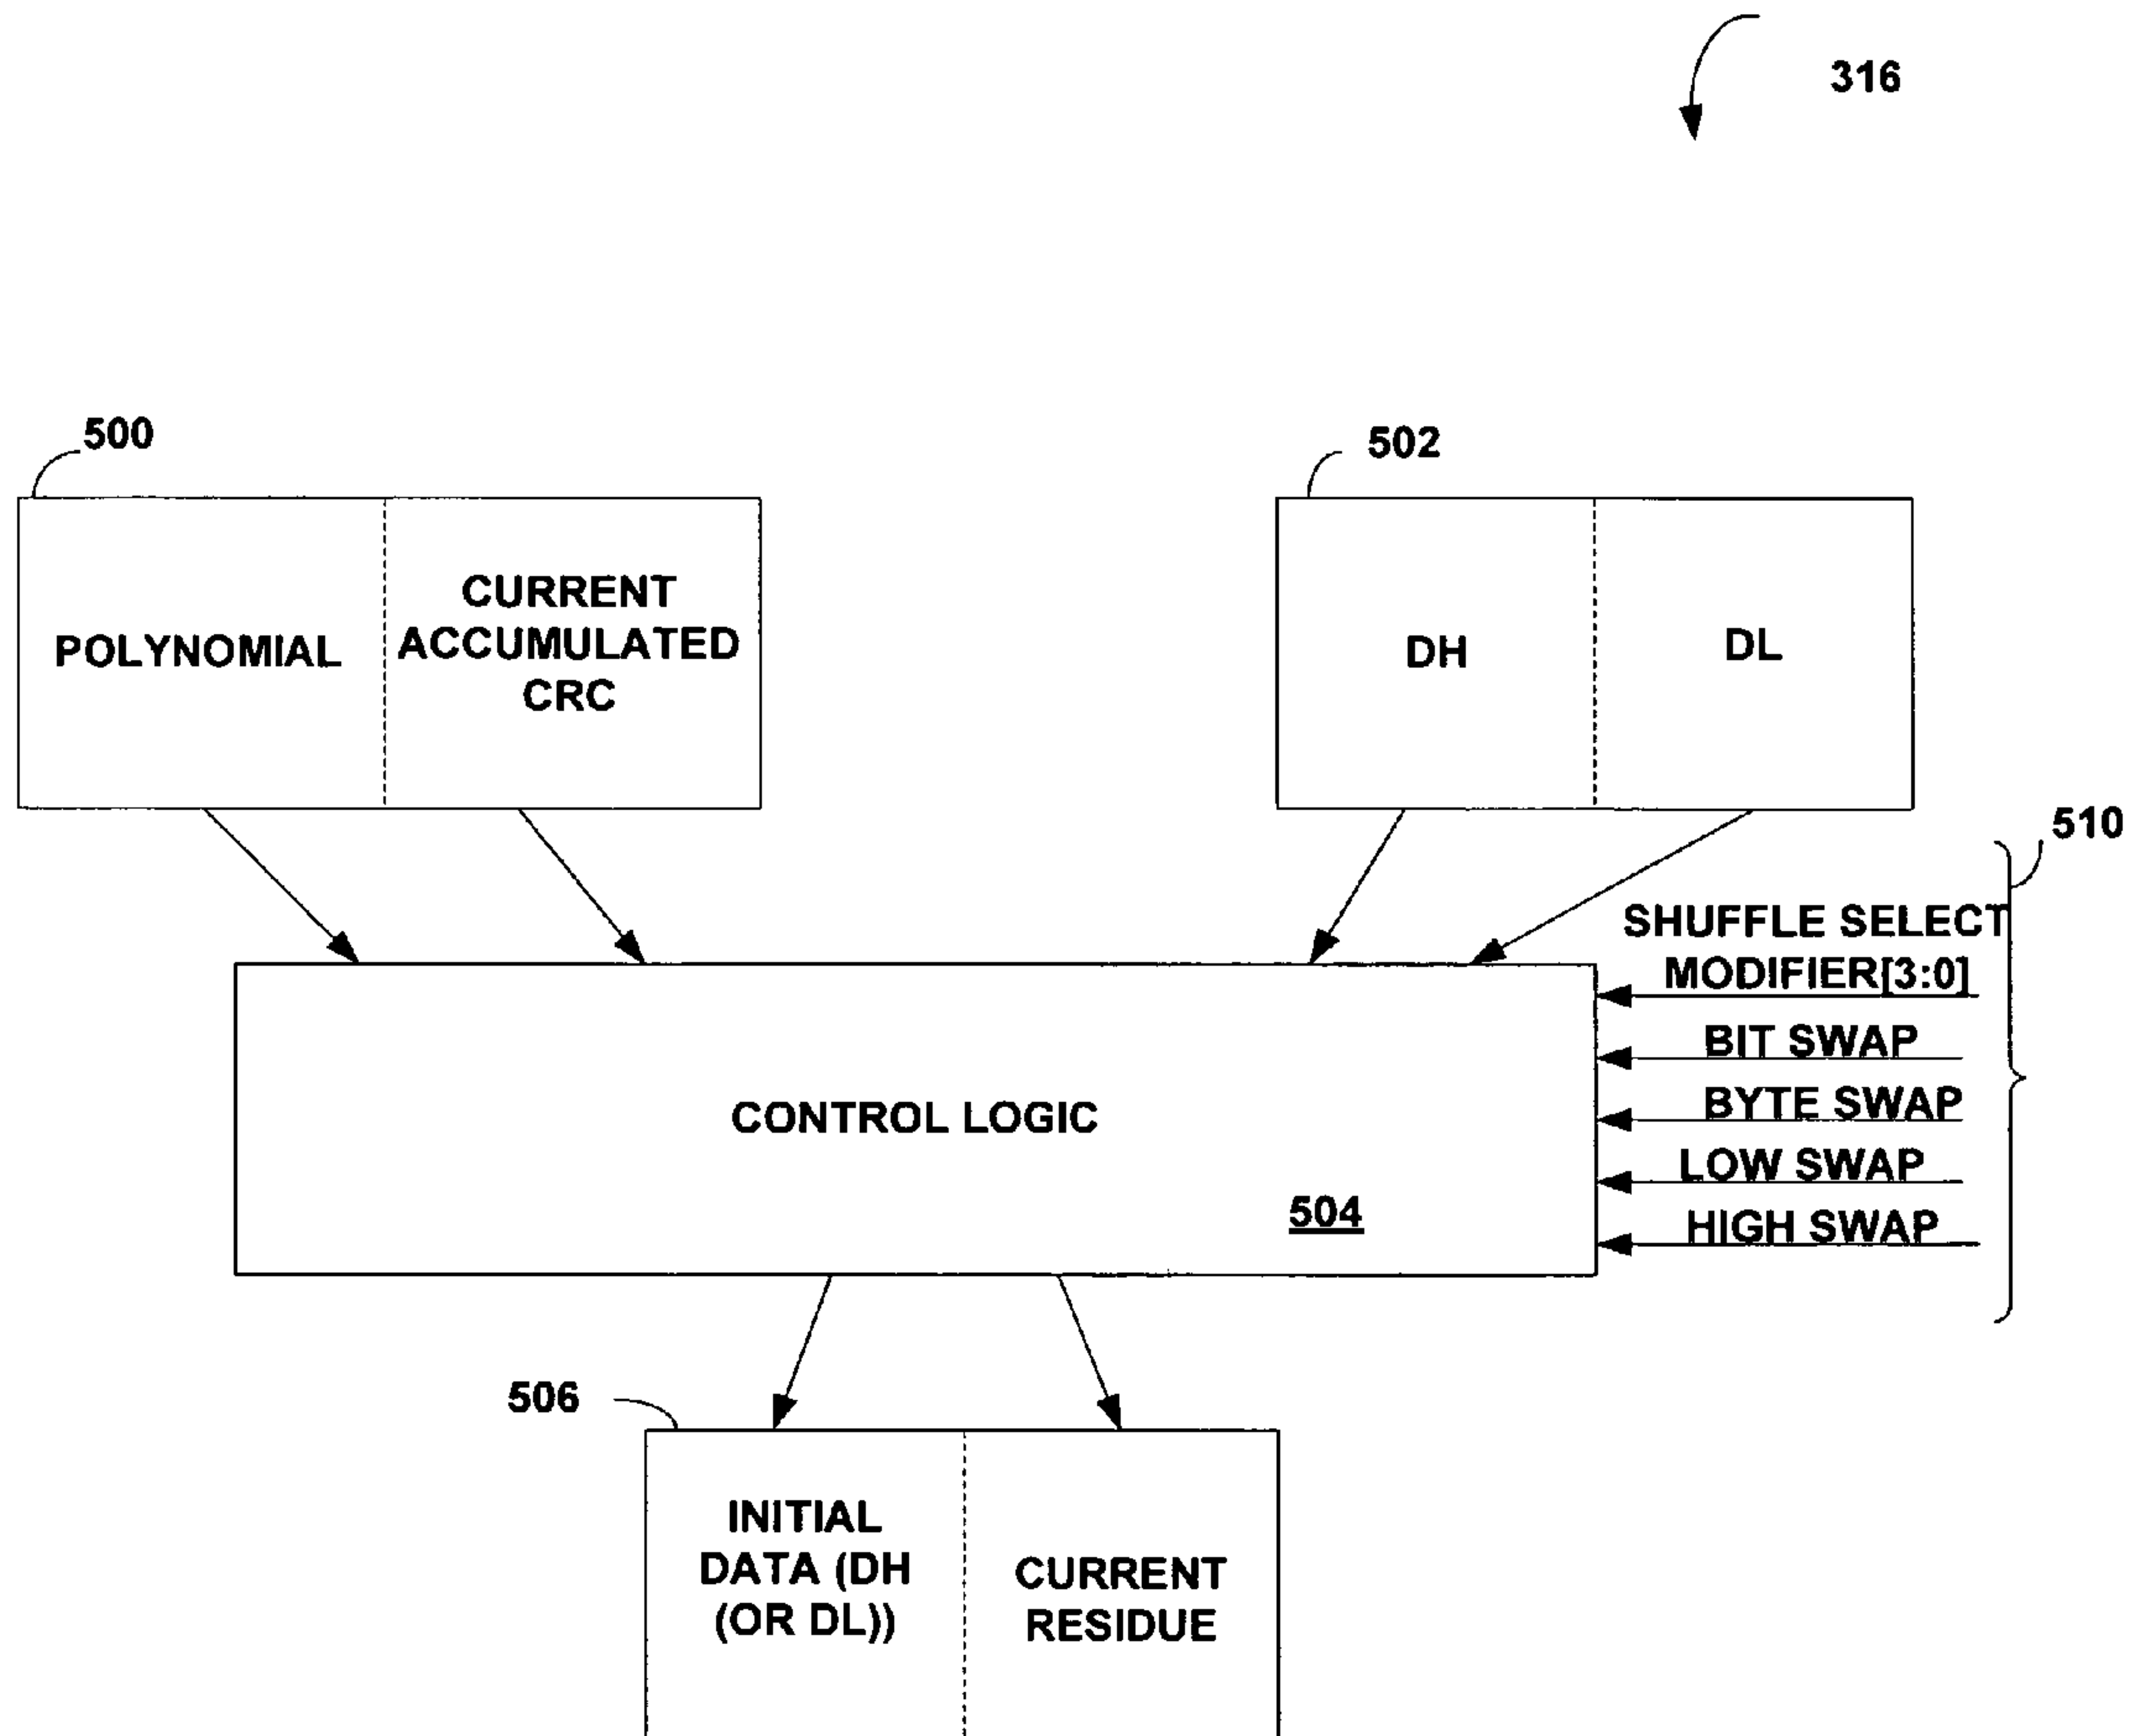 316
500
502
POLYNOMIAL
CURRENT
ACCUMULATED
CRC
DH
DL
510
SHUFFLE SELECT
MODIFIER[3:0]
BIT SWAP
BYTE SWAP
LOW SWAP
HIGH SWAP
CONTROL LOGIC
504
506
INITIAL
DATA (DH
(OR DL))
CURRENT
RESIDUE